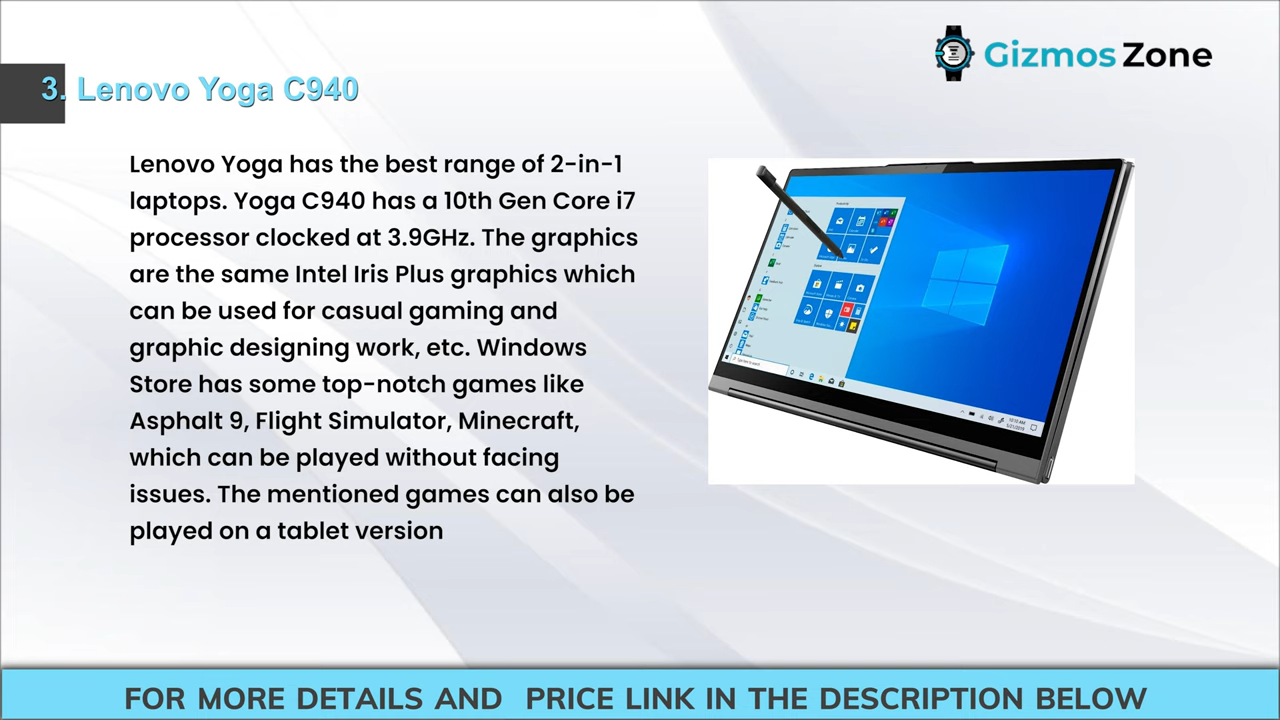 Gizmos Zone
3. Lenovo Yoga C940
Lenovo Yoga has the best range of 2-in-1
laptops. Yoga C940 has a 10th Gen Core i7
processor clocked at 3.9GHz. The graphics
are the same Intel Iris Plus graphics which
can be used for casual gaming and
graphic designing work, etc. Windows
Store has some top-notch games like
Asphalt 9, Flight Simulator, Minecraft,
which can be played without facing
issues. The mentioned games can also be
played on a tablet version
FOR MORE DETAILS AND PRICE LINK IN THE DESCRIPTION BELOW